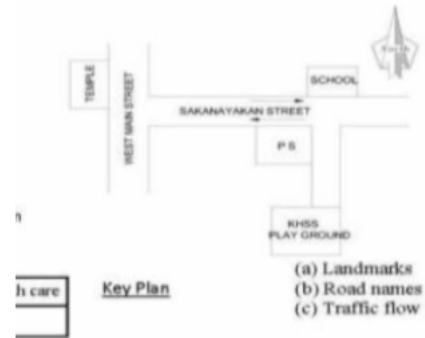 SCHOOL
TEMPLE
WEST MAIN STREET
SAKANAYAKAN STREET
P S
KHSS
PLAY GROUND
h care
Key Plan
(a) Landmarks
(b) Road names
(c) Traffic flow